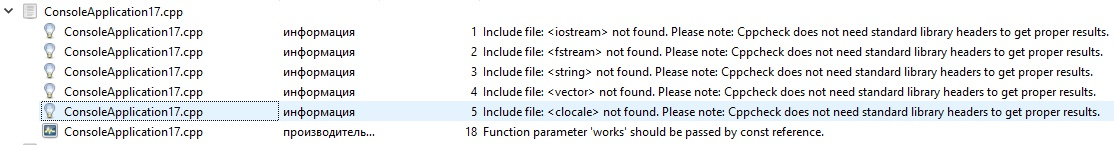 ConsoleApplication17.cpp
ConsoleApplication17.cpp информация 1 Include file: <iostream> not found. Please note: Cppcheck does not need standard library headers to get proper results.
ConsoleApplication17.cpp информация 2 Include file: <fstream> not found. Please note: Cppcheck does not need standard library headers to get proper results.
ConsoleApplication17.cpp информация 3 Include file: <string> not found. Please note: Cppcheck does not need standard library headers to get proper results.
ConsoleApplication17.cpp информация 4 Include file: <vector> not found. Please note: Cppcheck does not need standard library headers to get proper results.
ConsoleApplication17.cpp информация 5 Include file: <clocale> not found. Please note: Cppcheck does not need standard library headers to get proper results.
ConsoleApplication17.cpp производитель... 18 Function parameter 'works' should be passed by const reference.